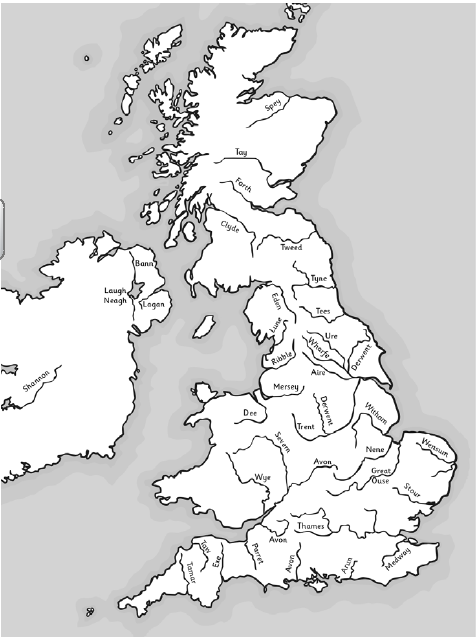 Spey
Tay
Forth
Clyde
Tweed
Bann
Laugh
Neagh
Lagan
Tyne
Eden
Tees
Lune
Ure
Wharfe
Derwent
Ribble
Aire
Shannon
Mersey
Derwent
Witham
Dee
Trent
Severn
Nene
Wensun
Avon
Great
Ouse
Wye
Stour
Thames
Avon
Taw
Exe
Parret
Avon
Arun
Medway
Tamar